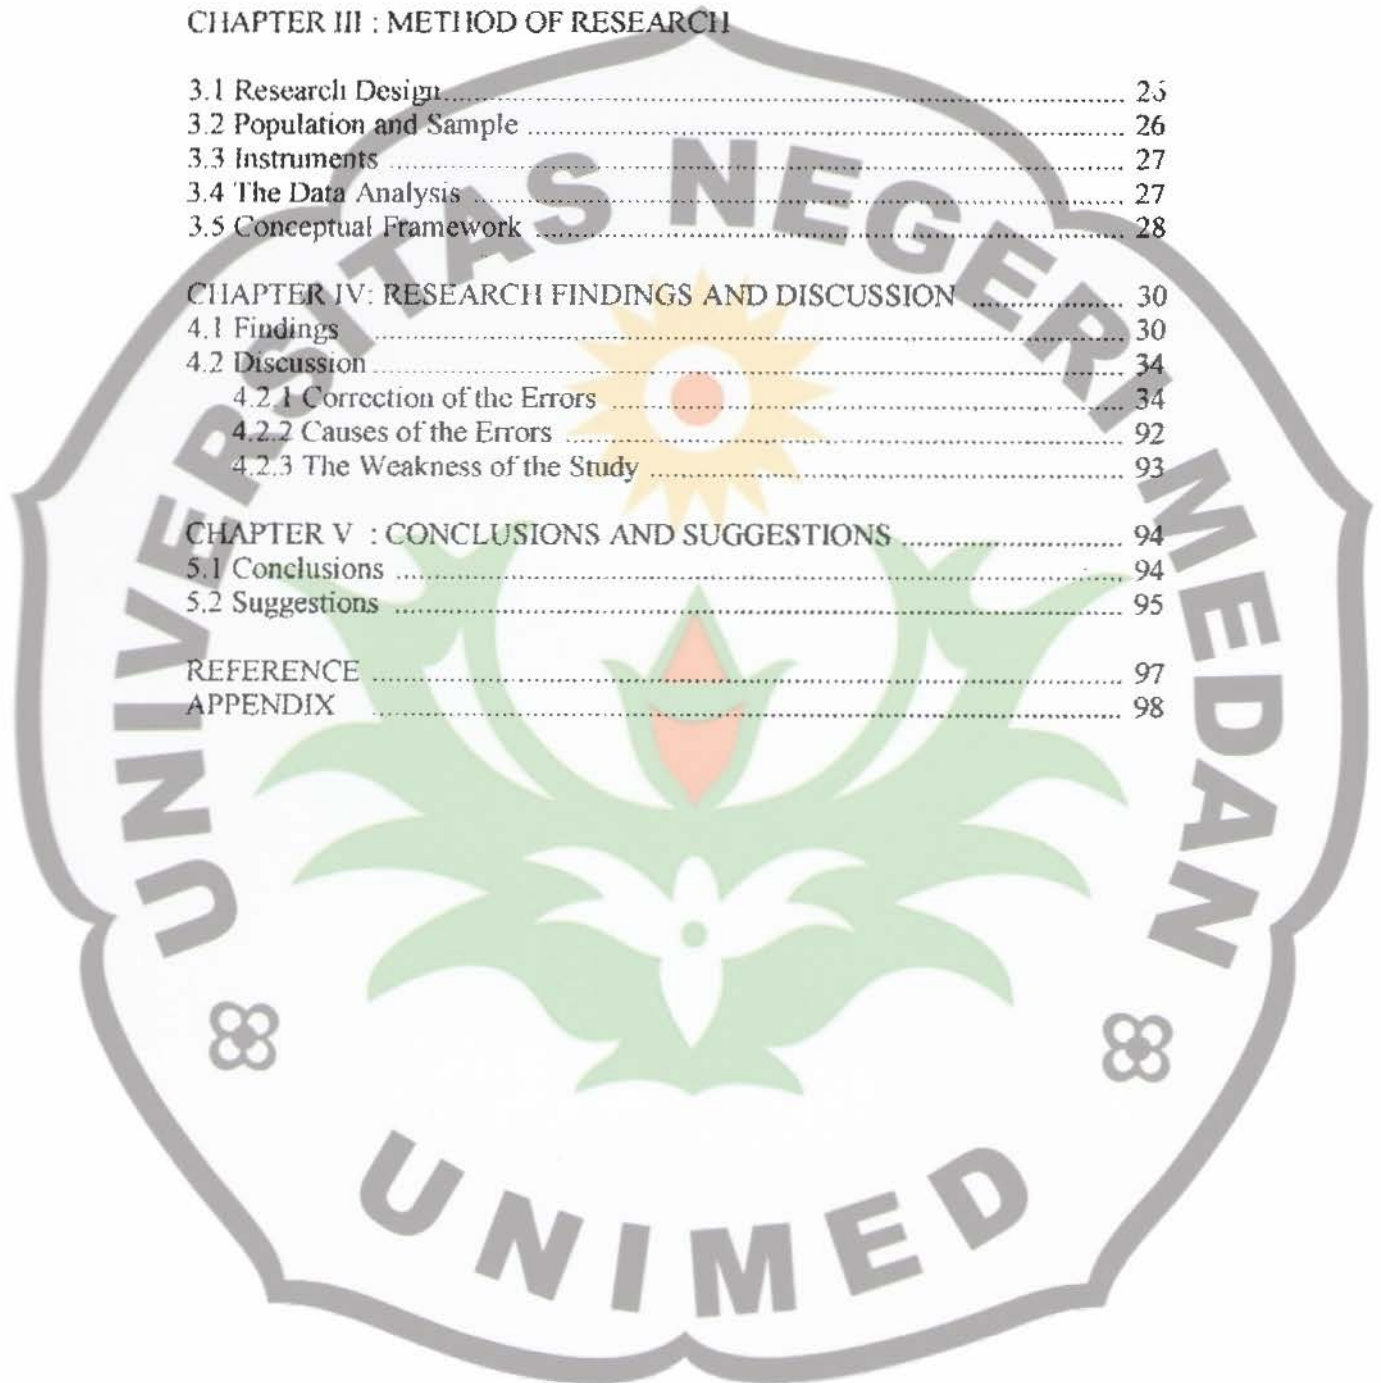 CHAPTER III : METHOD OF RESEARCH
3.1 Research Design........................ 25
3.2 Population and Sample ........................ 26
3.3 Instruments ........................ 27
3.4 The Data Analysis ........................ 27
3.5 Conceptual Framework ........................ 28
CHAPTER IV: RESEARCH FINDINGS AND DISCUSSION ................ 30
4.1 Findings ........................ 30
4.2 Discussion ........................ 34
4.2.1 Correction of the Errors ........................ 34
4.2.2 Causes of the Errors ........................ 92
4.2.3 The Weakness of the Study ........................ 93
CHAPTER V : CONCLUSIONS AND SUGGESTIONS ........................ 94
5.1 Conclusions ........................ 94
5.2 Suggestions ........................ 95
REFERENCE ........................ 97
APPENDIX ........................ 98
UNIVERSITAS NEGERI MEDAN
UNIMED